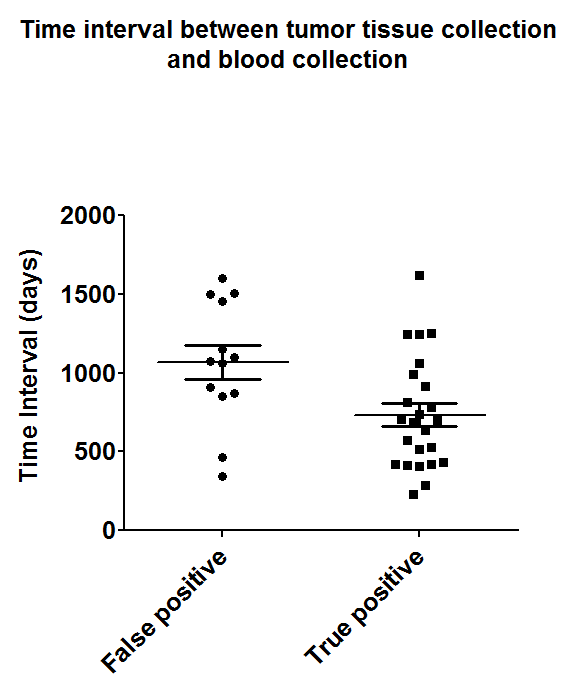 Time interval between tumor tissue collection
and blood collection
2000
1500
1000
500
0
Time Interval (days)
False positive
True positive